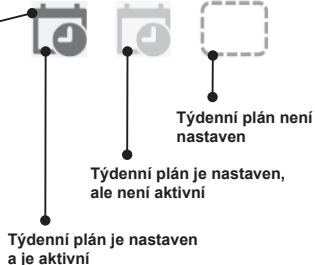 Týdenní plán není
nastaven
Týdenní plán je nastaven,
ale není aktivní
Týdenní plán je nastaven
a je aktivní